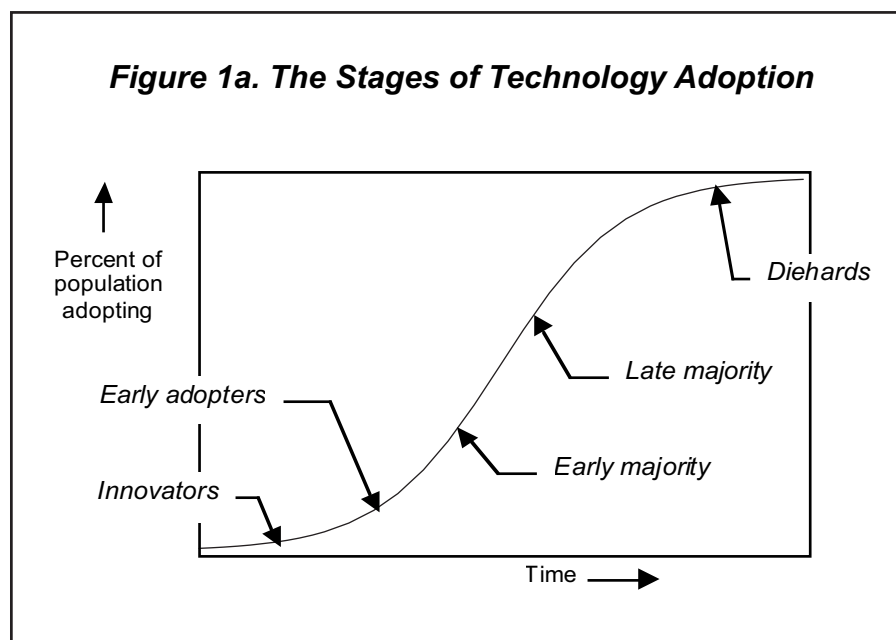 Figure 1a. The Stages of Technology Adoption
Percent of
population
adopting
Diehards
Late majority
Early adopters
Early majority
Innovators
Time